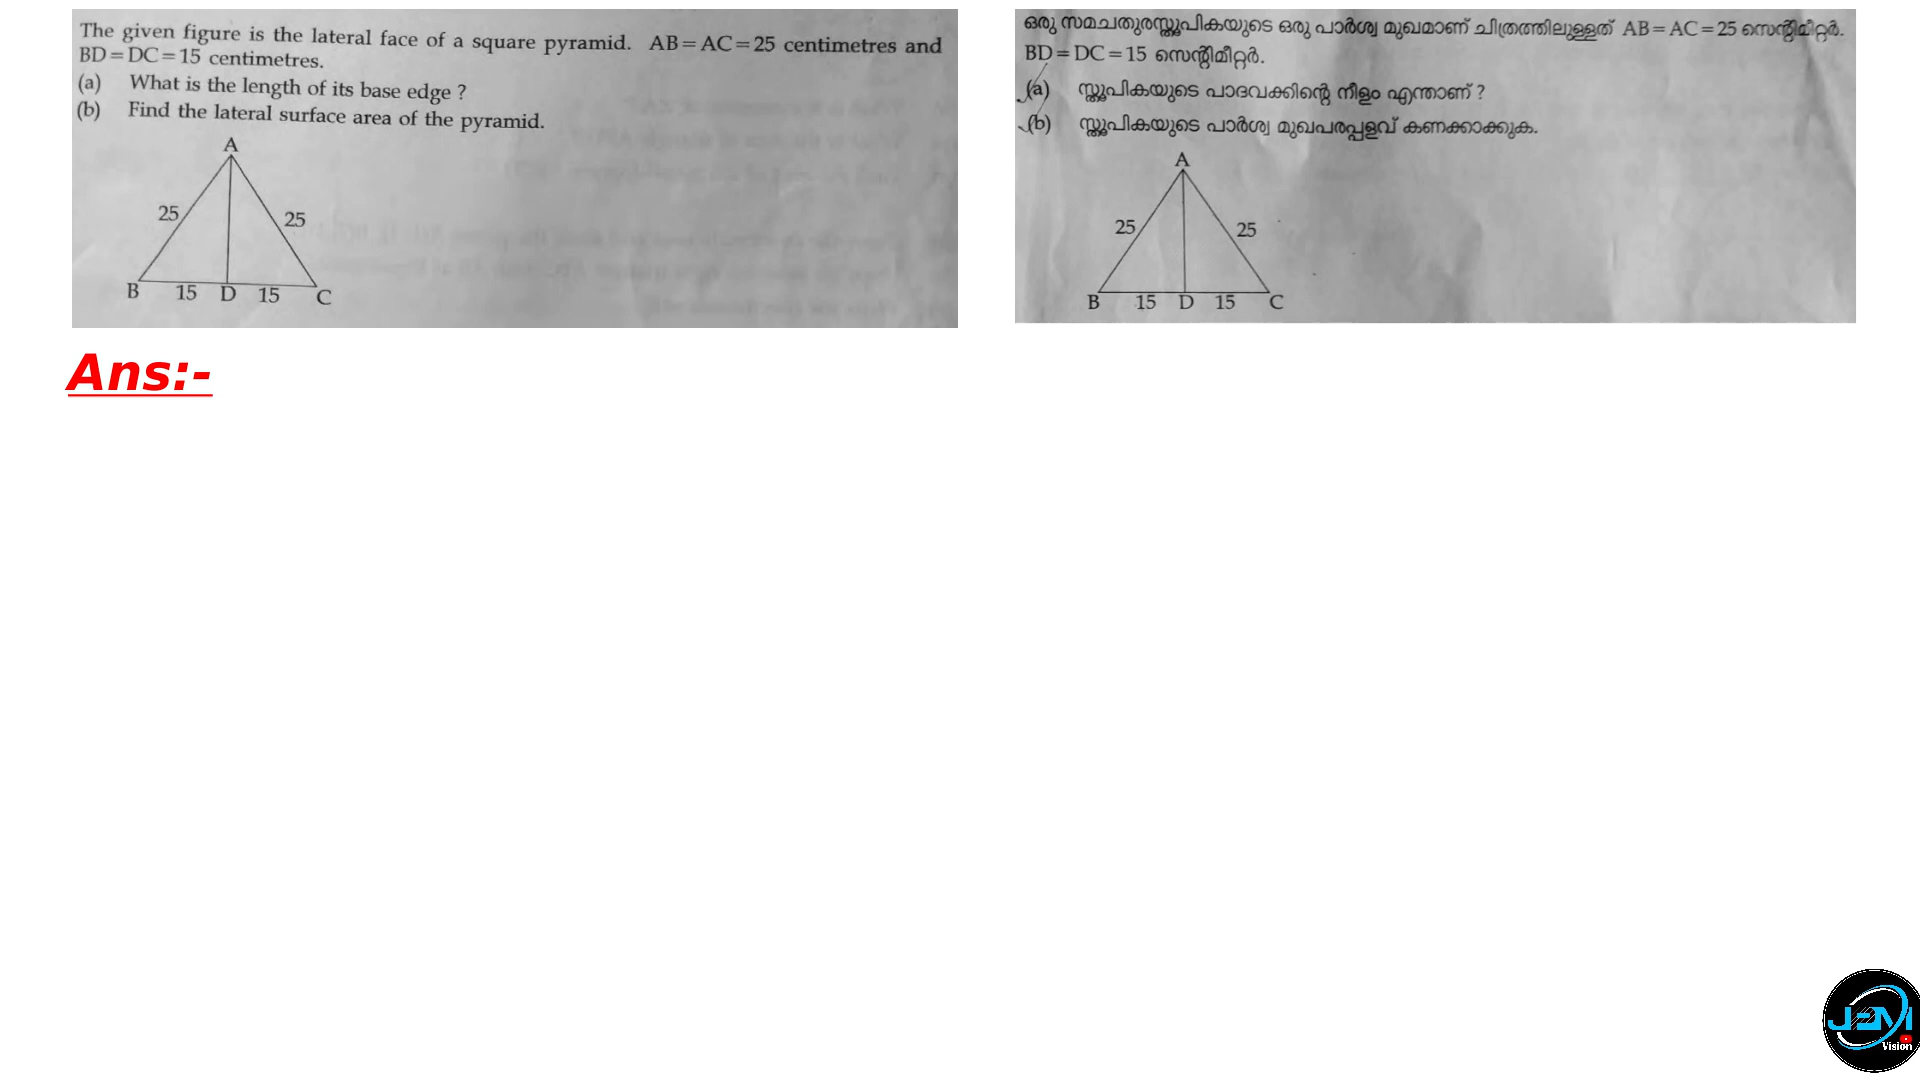 The given figure is the lateral face of a square pyramid. AB=AC=25 centimetres and
BD=DC=15 centimetres.
(a) What is the length of its base edge ?
(b) Find the lateral surface area of the pyramid.
A
25
25
B 15 D 15 C
ഒരു സമചതുരസ്തൂപികയുടെ ഒരു പാർശ്വ മുഖമാണ് ചിത്രത്തിലുള്ളത് AB=AC=25 സെന്റിമീറ്റർ.
BD=DC=15 സെന്റിമീറ്റർ.
(a) സ്തൂപികയുടെ പാദവക്കിന്റെ നീളം എന്താണ് ?
(b) സ്തൂപികയുടെ പാർശ്വ മുഖപരപ്പളവ് കണക്കാക്കുക.
A
25
25
B 15 D 15 C
Ans:-
JEM
Vision